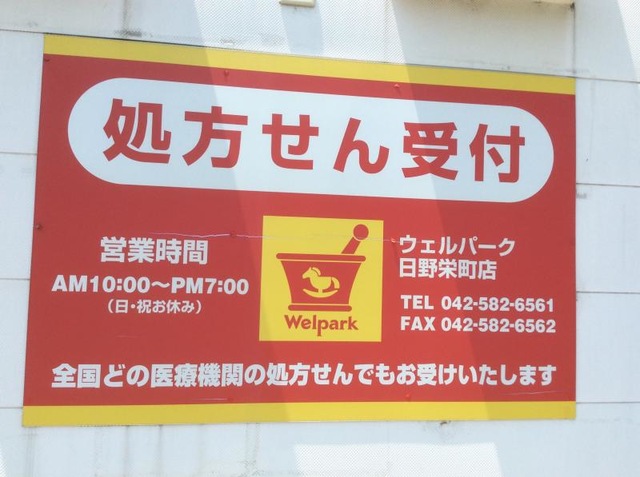 処方せん受付
営業時間
AM10:00〜PM7:00
（日・祝お休み）
Welpark
ウェルパーク
日野栄町店
TEL 042-582-6561
FAX 042-582-6562
全国どの医療機関の処方せんでもお受けいたします